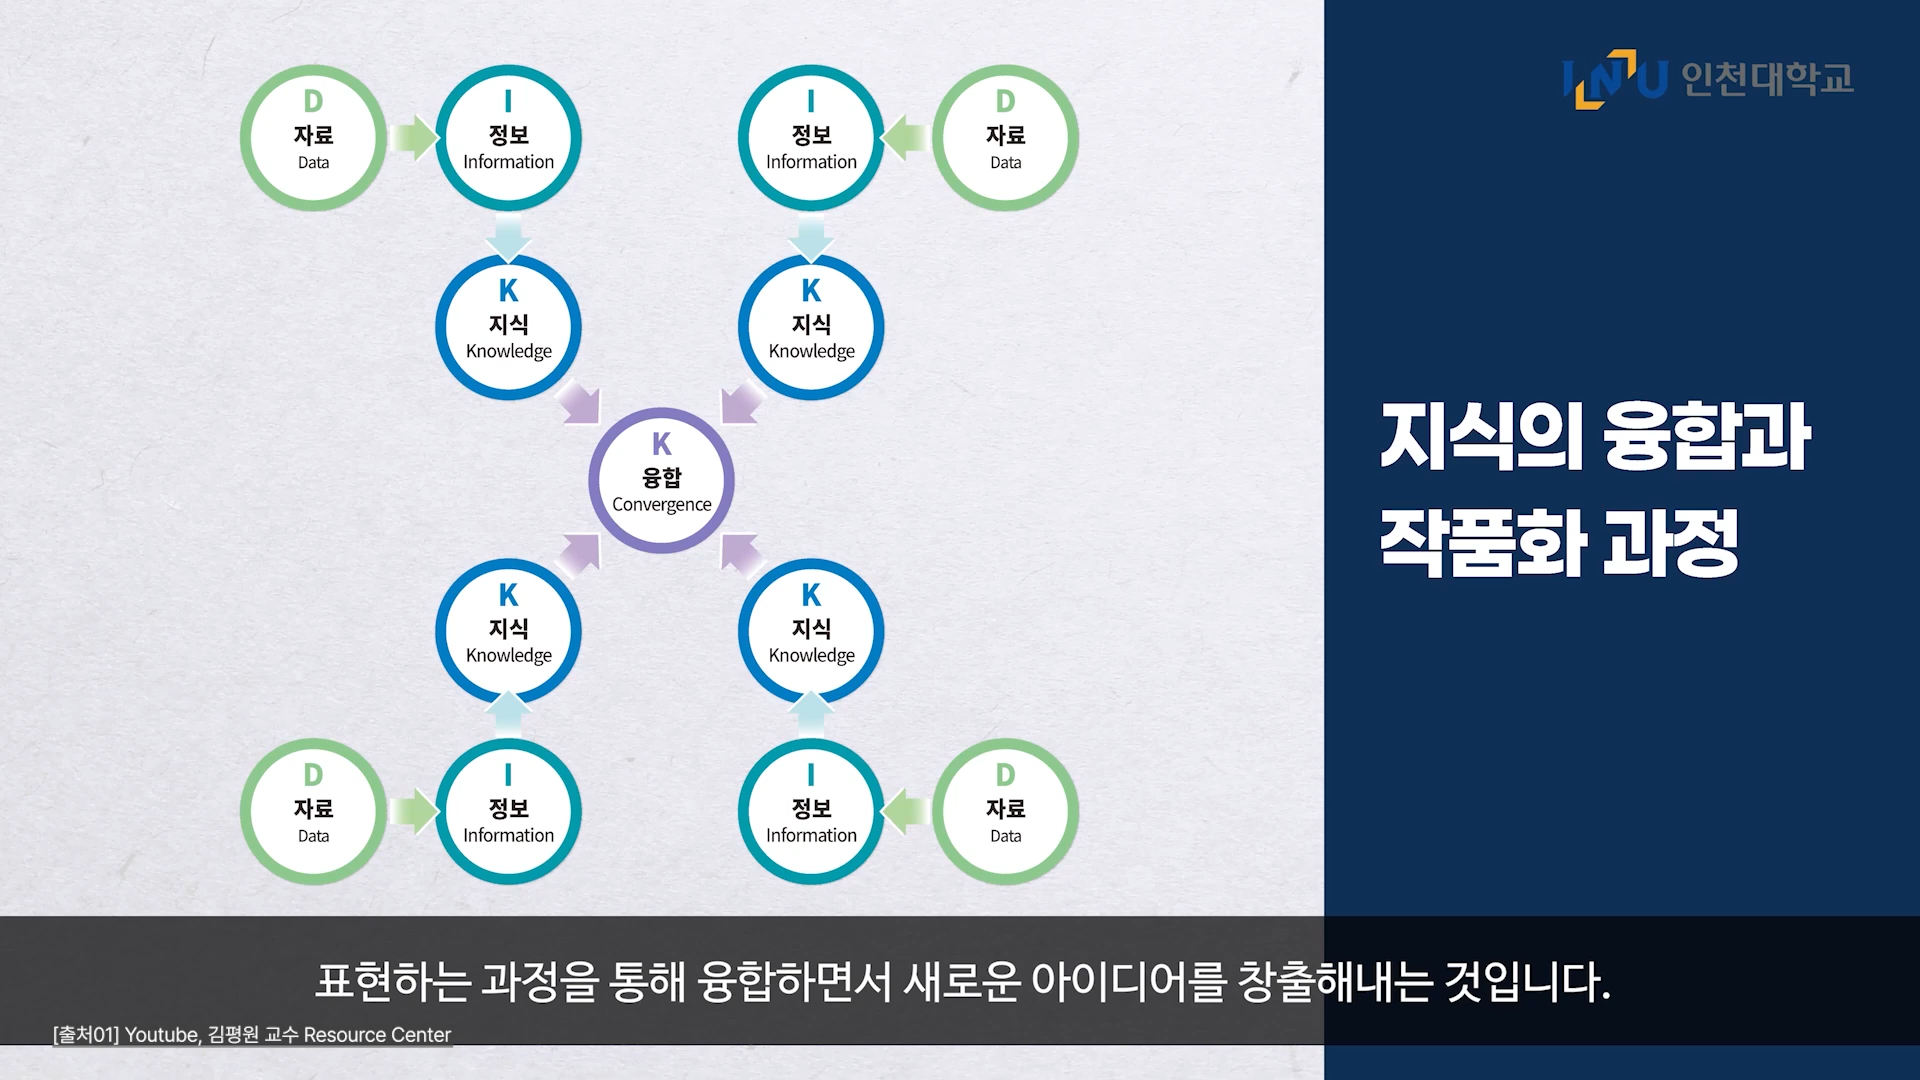 D
자료
Data
I
정보
Information
I
정보
Information
D
자료
Data
K
지식
Knowledge
K
지식
Knowledge
K
융합
Convergence
K
지식
Knowledge
K
지식
Knowledge
D
자료
Data
I
정보
Information
I
정보
Information
D
자료
Data
INU 인천대학교
지식의 융합과
작품화 과정
표현하는 과정을 통해 융합하면서 새로운 아이디어를 창출해내는 것입니다.
[출처01] Youtube, 김평원 교수 Resource Center